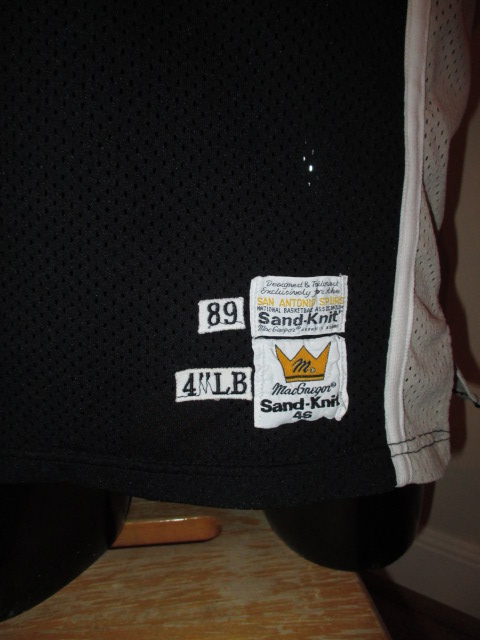 89
Designed & Tailored
Exclusively for the
SAN ANTONIO SPURS
NATIONAL BASKETBALL ASSOCIATION
Sand-Knit
MacGregor
4"LB
M
MacGregor®
Sand-Knit
46